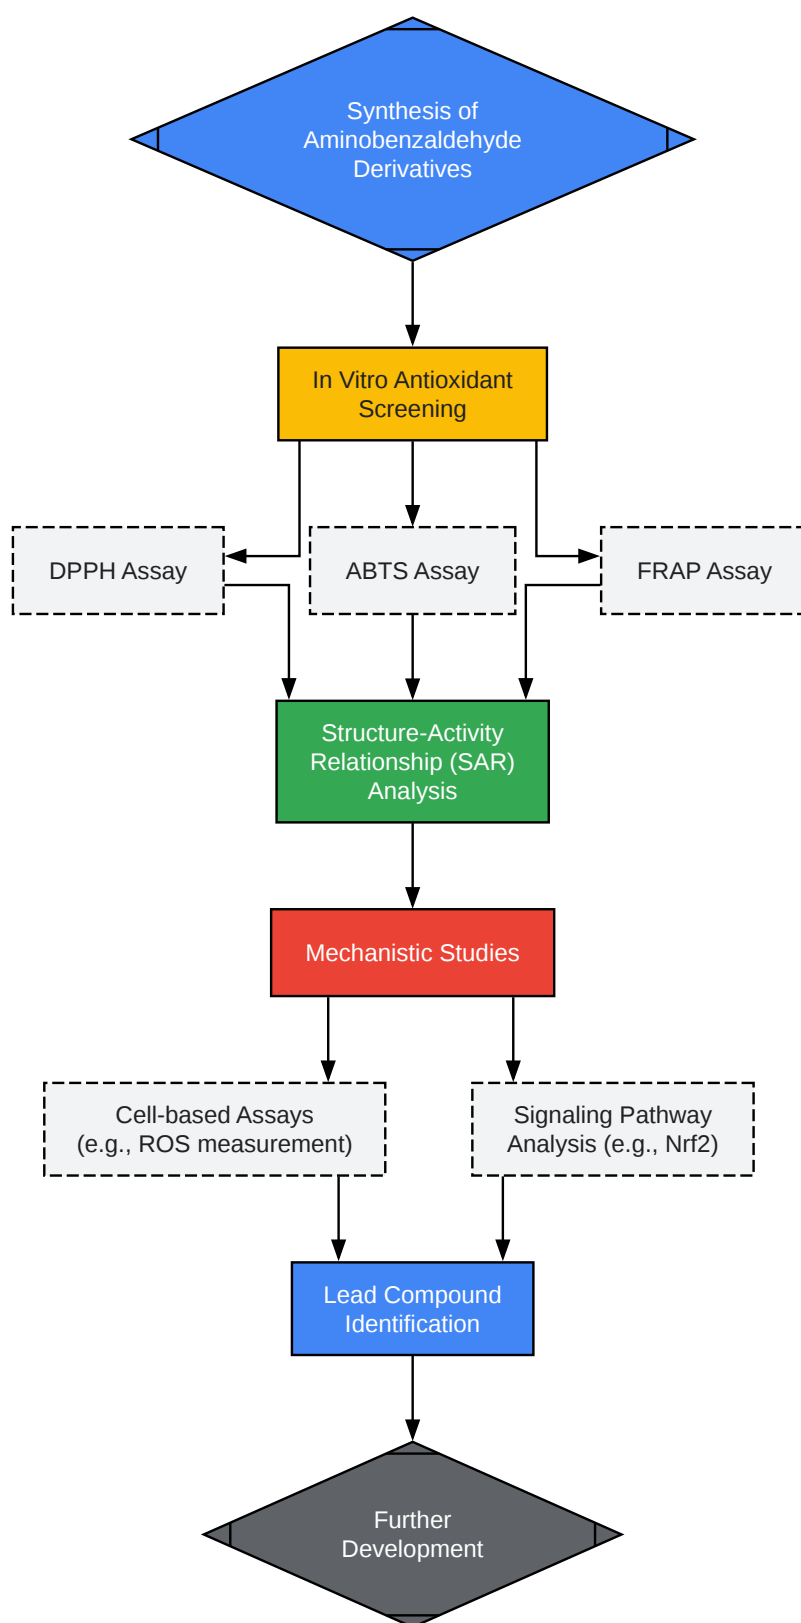 Synthesis of
Aminobenzaldehyde
Derivatives
In Vitro Antioxidant
Screening
DPPH Assay
ABTS Assay
FRAP Assay
Structure-Activity
Relationship (SAR)
Analysis
Mechanistic Studies
Cell-based Assays
(e.g., ROS measurement)
Signaling Pathway
Analysis (e.g., Nrf2)
Lead Compound
Identification
Further
Development